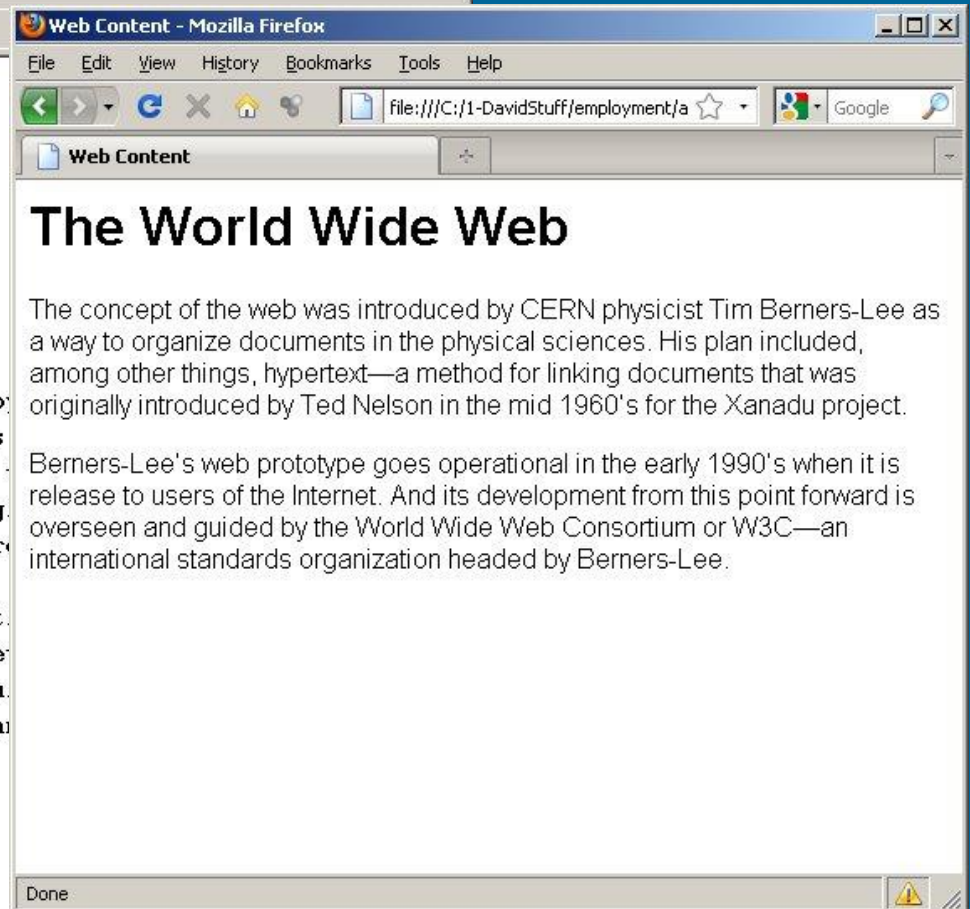 Web Content - Mozilla Firefox
File Edit View History Bookmarks Tools Help
file:///C:/1-DavidStuff/employment/a Google
Web Content
The World Wide Web
The concept of the web was introduced by CERN physicist Tim Berners-Lee as
a way to organize documents in the physical sciences. His plan included,
among other things, hypertext—a method for linking documents that was
originally introduced by Ted Nelson in the mid 1960's for the Xanadu project.
Berners-Lee's web prototype goes operational in the early 1990's when it is
release to users of the Internet. And its development from this point forward is
overseen and guided by the World Wide Web Consortium or W3C—an
international standards organization headed by Berners-Lee.
Done